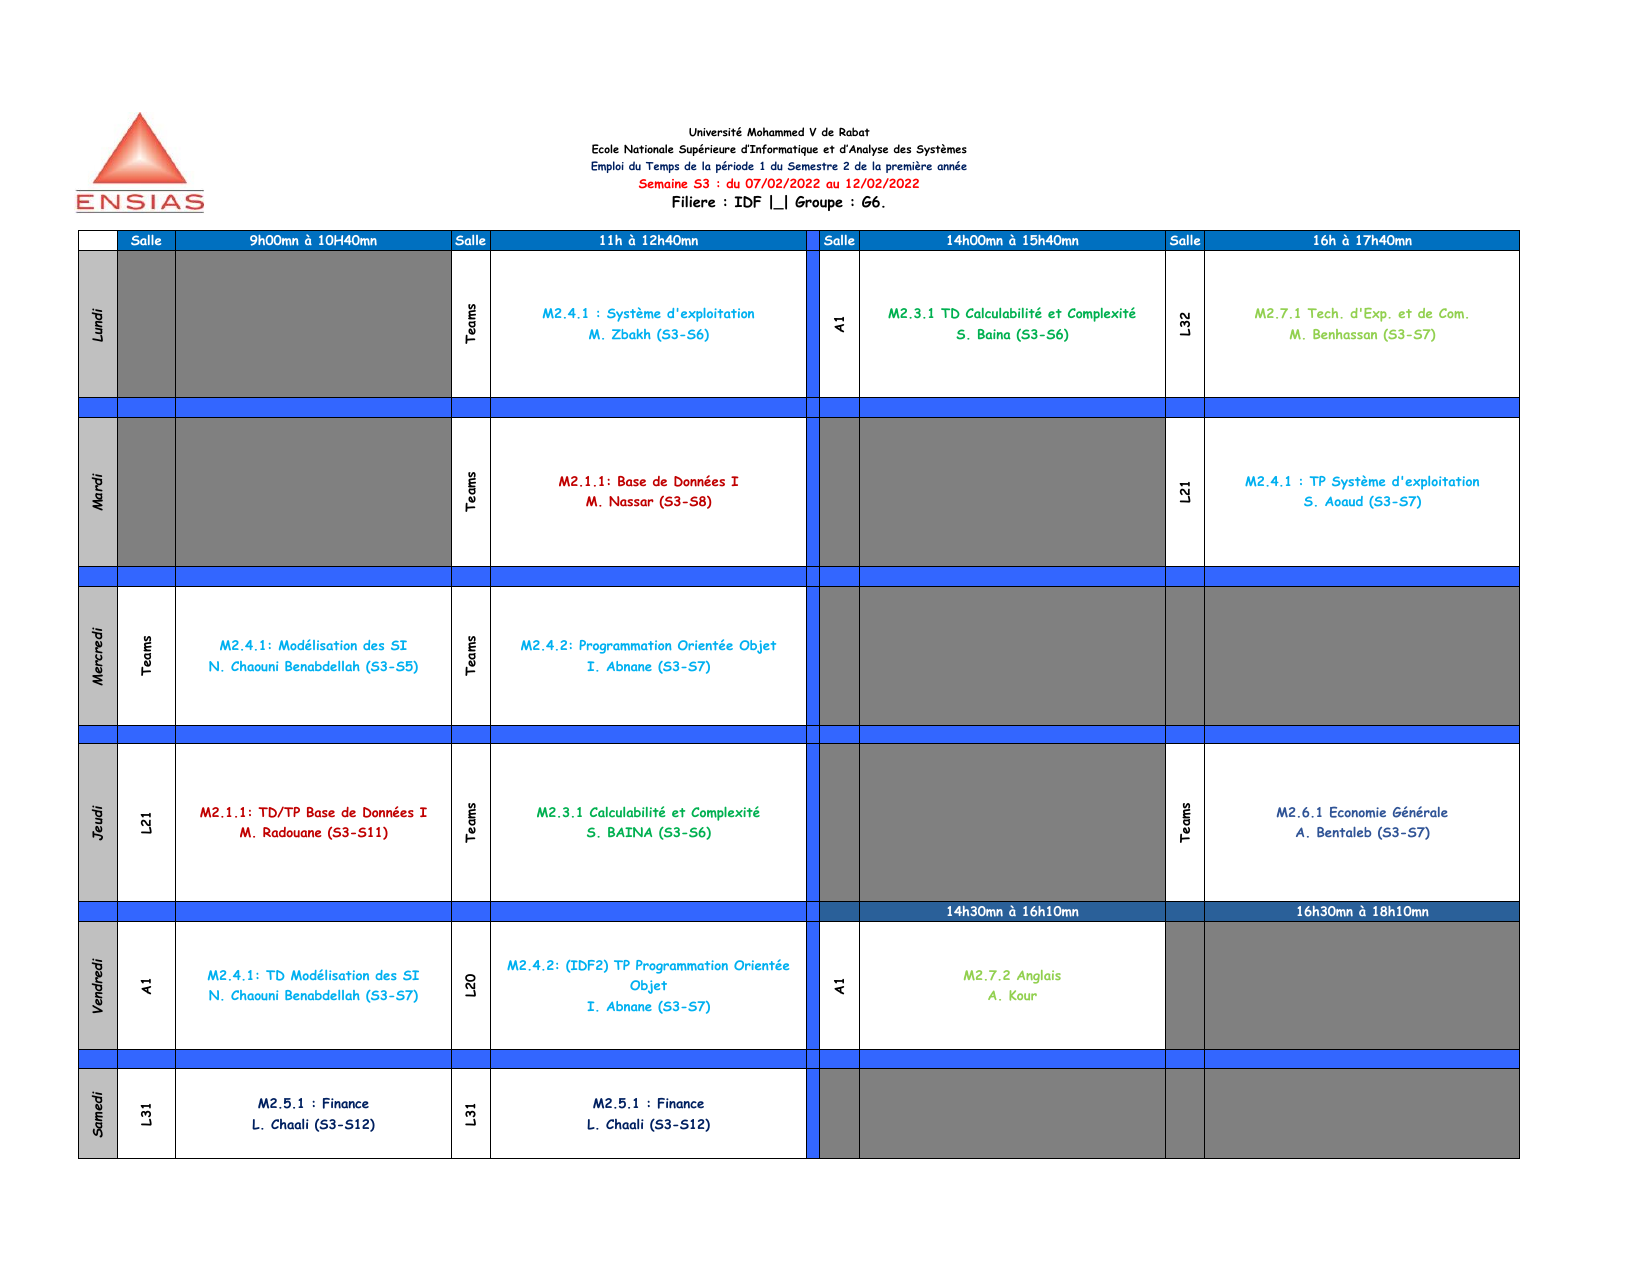 ENSIAS
Université Mohammed V de Rabat
Ecole Nationale Supérieure d'Informatique et d'Analyse des Systèmes
Emploi du Temps de la période 1 du Semestre 2 de la première année
Semaine S3 : du 07/02/2022 au 12/02/2022
Filiere : IDF |_| Groupe : G6.
Salle 9h00mn à 10H40mn Salle 11h à 12h40mn Salle 14h00mn à 15h40mn Salle 16h à 17h40mn
Lundi
Teams
M2.4.1 : Système d'exploitation
M. Zbakh (S3-S6)
A1
M2.3.1 TD Calculabilité et Complexité
S. Baina (S3-S6)
L32
M2.7.1 Tech. d'Exp. et de Com.
M. Benhassan (S3-S7)
Mardi
Teams
M2.1.1: Base de Données I
M. Nassar (S3-S8)
L21
M2.4.1 : TP Système d'exploitation
S. Aoaud (S3-S7)
Mercredi
Teams
M2.4.1: Modélisation des SI
N. Chaouni Benabdellah (S3-S5)
Teams
M2.4.2: Programmation Orientée Objet
I. Abnane (S3-S7)
Jeudi
L21
M2.1.1: TD/TP Base de Données I
M. Radouane (S3-S11)
Teams
M2.3.1 Calculabilité et Complexité
S. BAINA (S3-S6)
Teams
M2.6.1 Economie Générale
A. Bentaleb (S3-S7)
14h30mn à 16h10mn 16h30mn à 18h10mn
Vendredi
A1
M2.4.1: TD Modélisation des SI
N. Chaouni Benabdellah (S3-S7)
L20
M2.4.2: (IDF2) TP Programmation Orientée
Objet
I. Abnane (S3-S7)
A1
M2.7.2 Anglais
A. Kour
Samedi
L31
M2.5.1 : Finance
L. Chaali (S3-S12)
L31
M2.5.1 : Finance
L. Chaali (S3-S12)